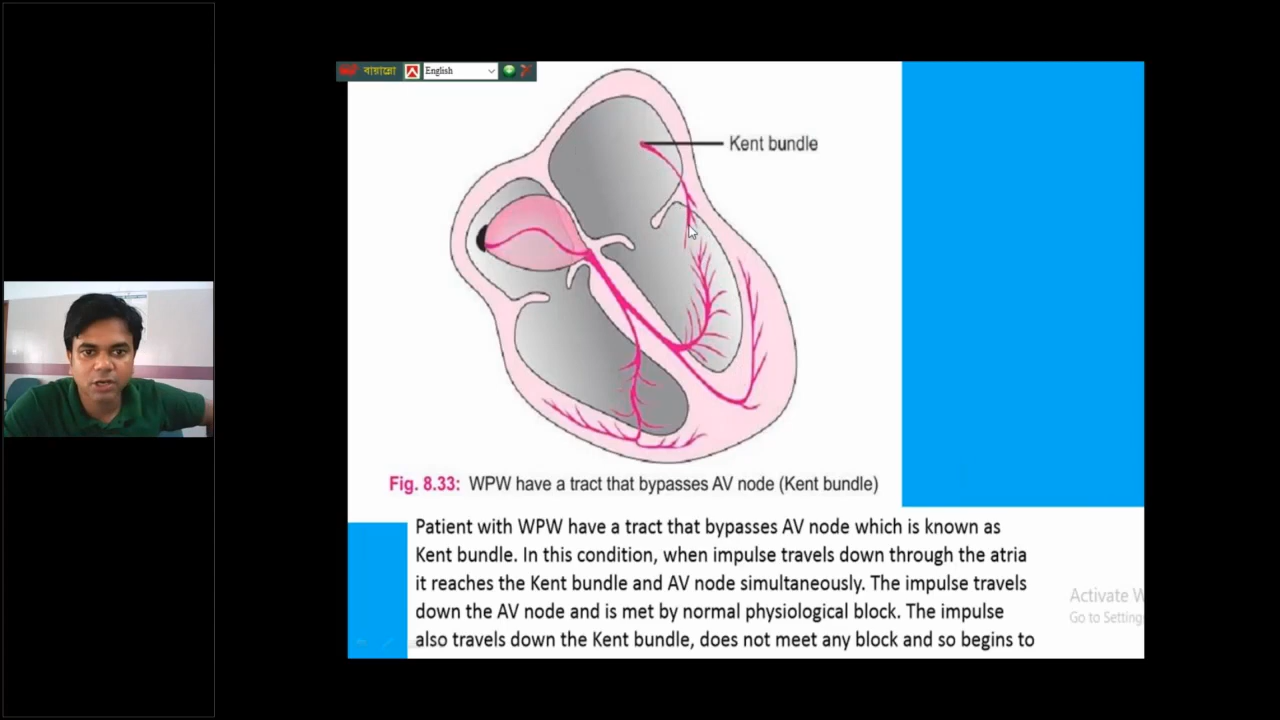 বায়ান্নো English
Kent bundle
Fig. 8.33: WPW have a tract that bypasses AV node (Kent bundle)
Patient with WPW have a tract that bypasses AV node which is known as
Kent bundle. In this condition, when impulse travels down through the atria
it reaches the Kent bundle and AV node simultaneously. The impulse travels
down the AV node and is met by normal physiological block. The impulse
also travels down the Kent bundle, does not meet any block and so begins to
Activate W
Go to Setting